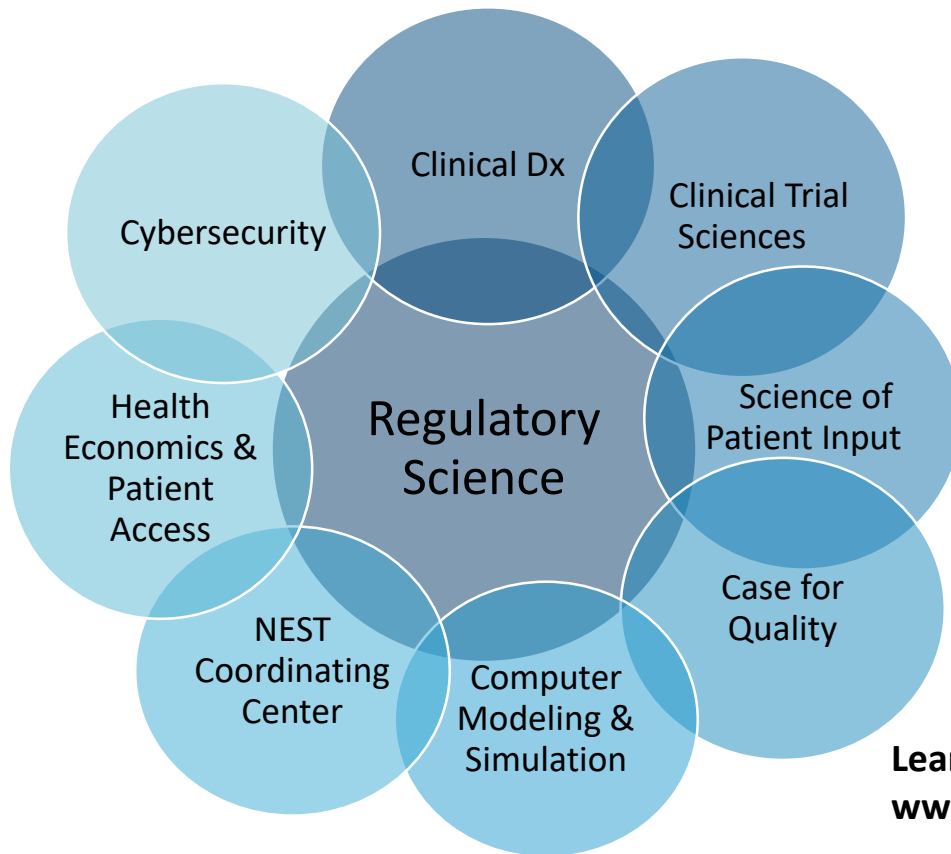 Clinical Dx
Clinical Trial
Sciences
Science of
Patient Input
Case for
Quality
Computer
Modeling &
Simulation
NEST
Coordinating
Center
Health
Economics &
Patient
Access
Cybersecurity
Regulatory
Science